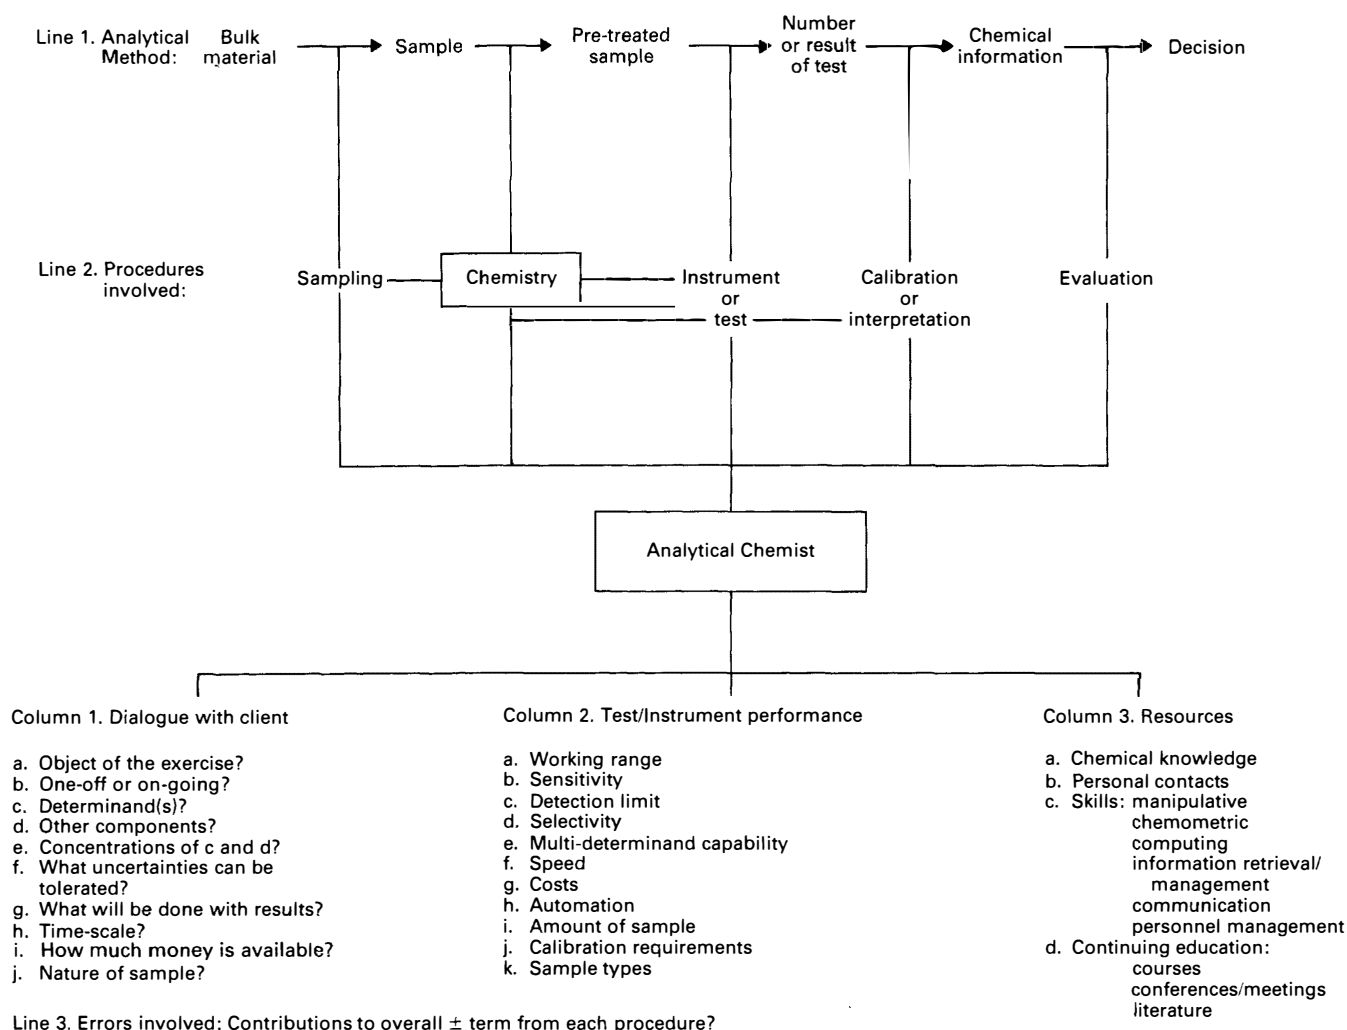 Line 1. Analytical Method: Bulk material Sample Pre-treated sample Number or result of test Chemical information Decision
Line 2. Procedures involved: Sampling Chemistry Instrument or test Calibration or interpretation Evaluation
Analytical Chemist
Column 1. Dialogue with client
a. Object of the exercise?
b. One-off or on-going?
c. Determinand(s)?
d. Other components?
e. Concentrations of c and d?
f. What uncertainties can be
tolerated?
g. What will be done with results?
h. Time-scale?
i. How much money is available?
j. Nature of sample?
Column 2. Test/Instrument performance
a. Working range
b. Sensitivity
c. Detection limit
d. Selectivity
e. Multi-determinand capability
f. Speed
g. Costs
h. Automation
i. Amount of sample
j. Calibration requirements
k. Sample types
Column 3. Resources
a. Chemical knowledge
b. Personal contacts
c. Skills: manipulative
chemometric
computing
information retrieval/
management
communication
personnel management
d. Continuing education:
courses
conferences/meetings
literature
Line 3. Errors involved: Contributions to overall ± term from each procedure?